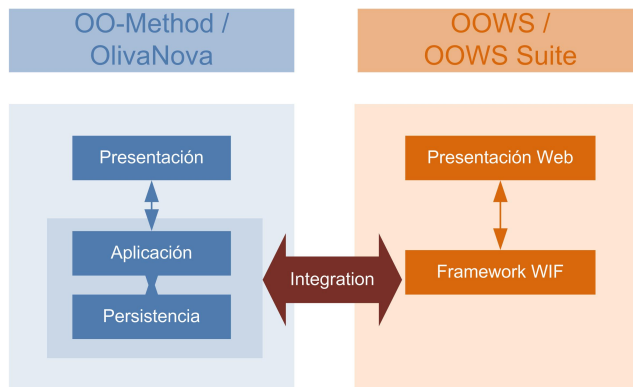 OO-Method /
OlivaNova
OOWS /
OOWS Suite
Presentación
Aplicación
Persistencia
Integration
Presentación Web
Framework WIF